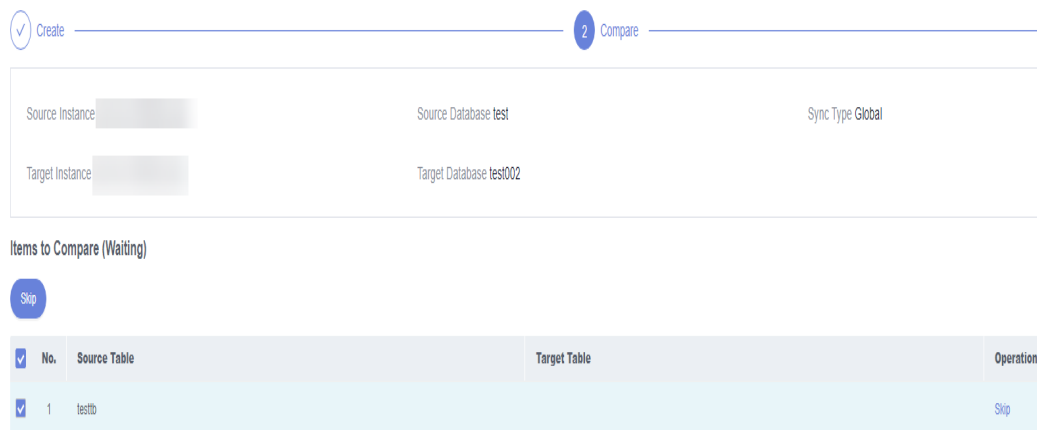 Create 2 Compare
Source Instance Source Database test Sync Type Global
Target Instance Target Database test002
Items to Compare (Waiting)
Skip
No. Source Table Target Table Operation
1 testtb Skip